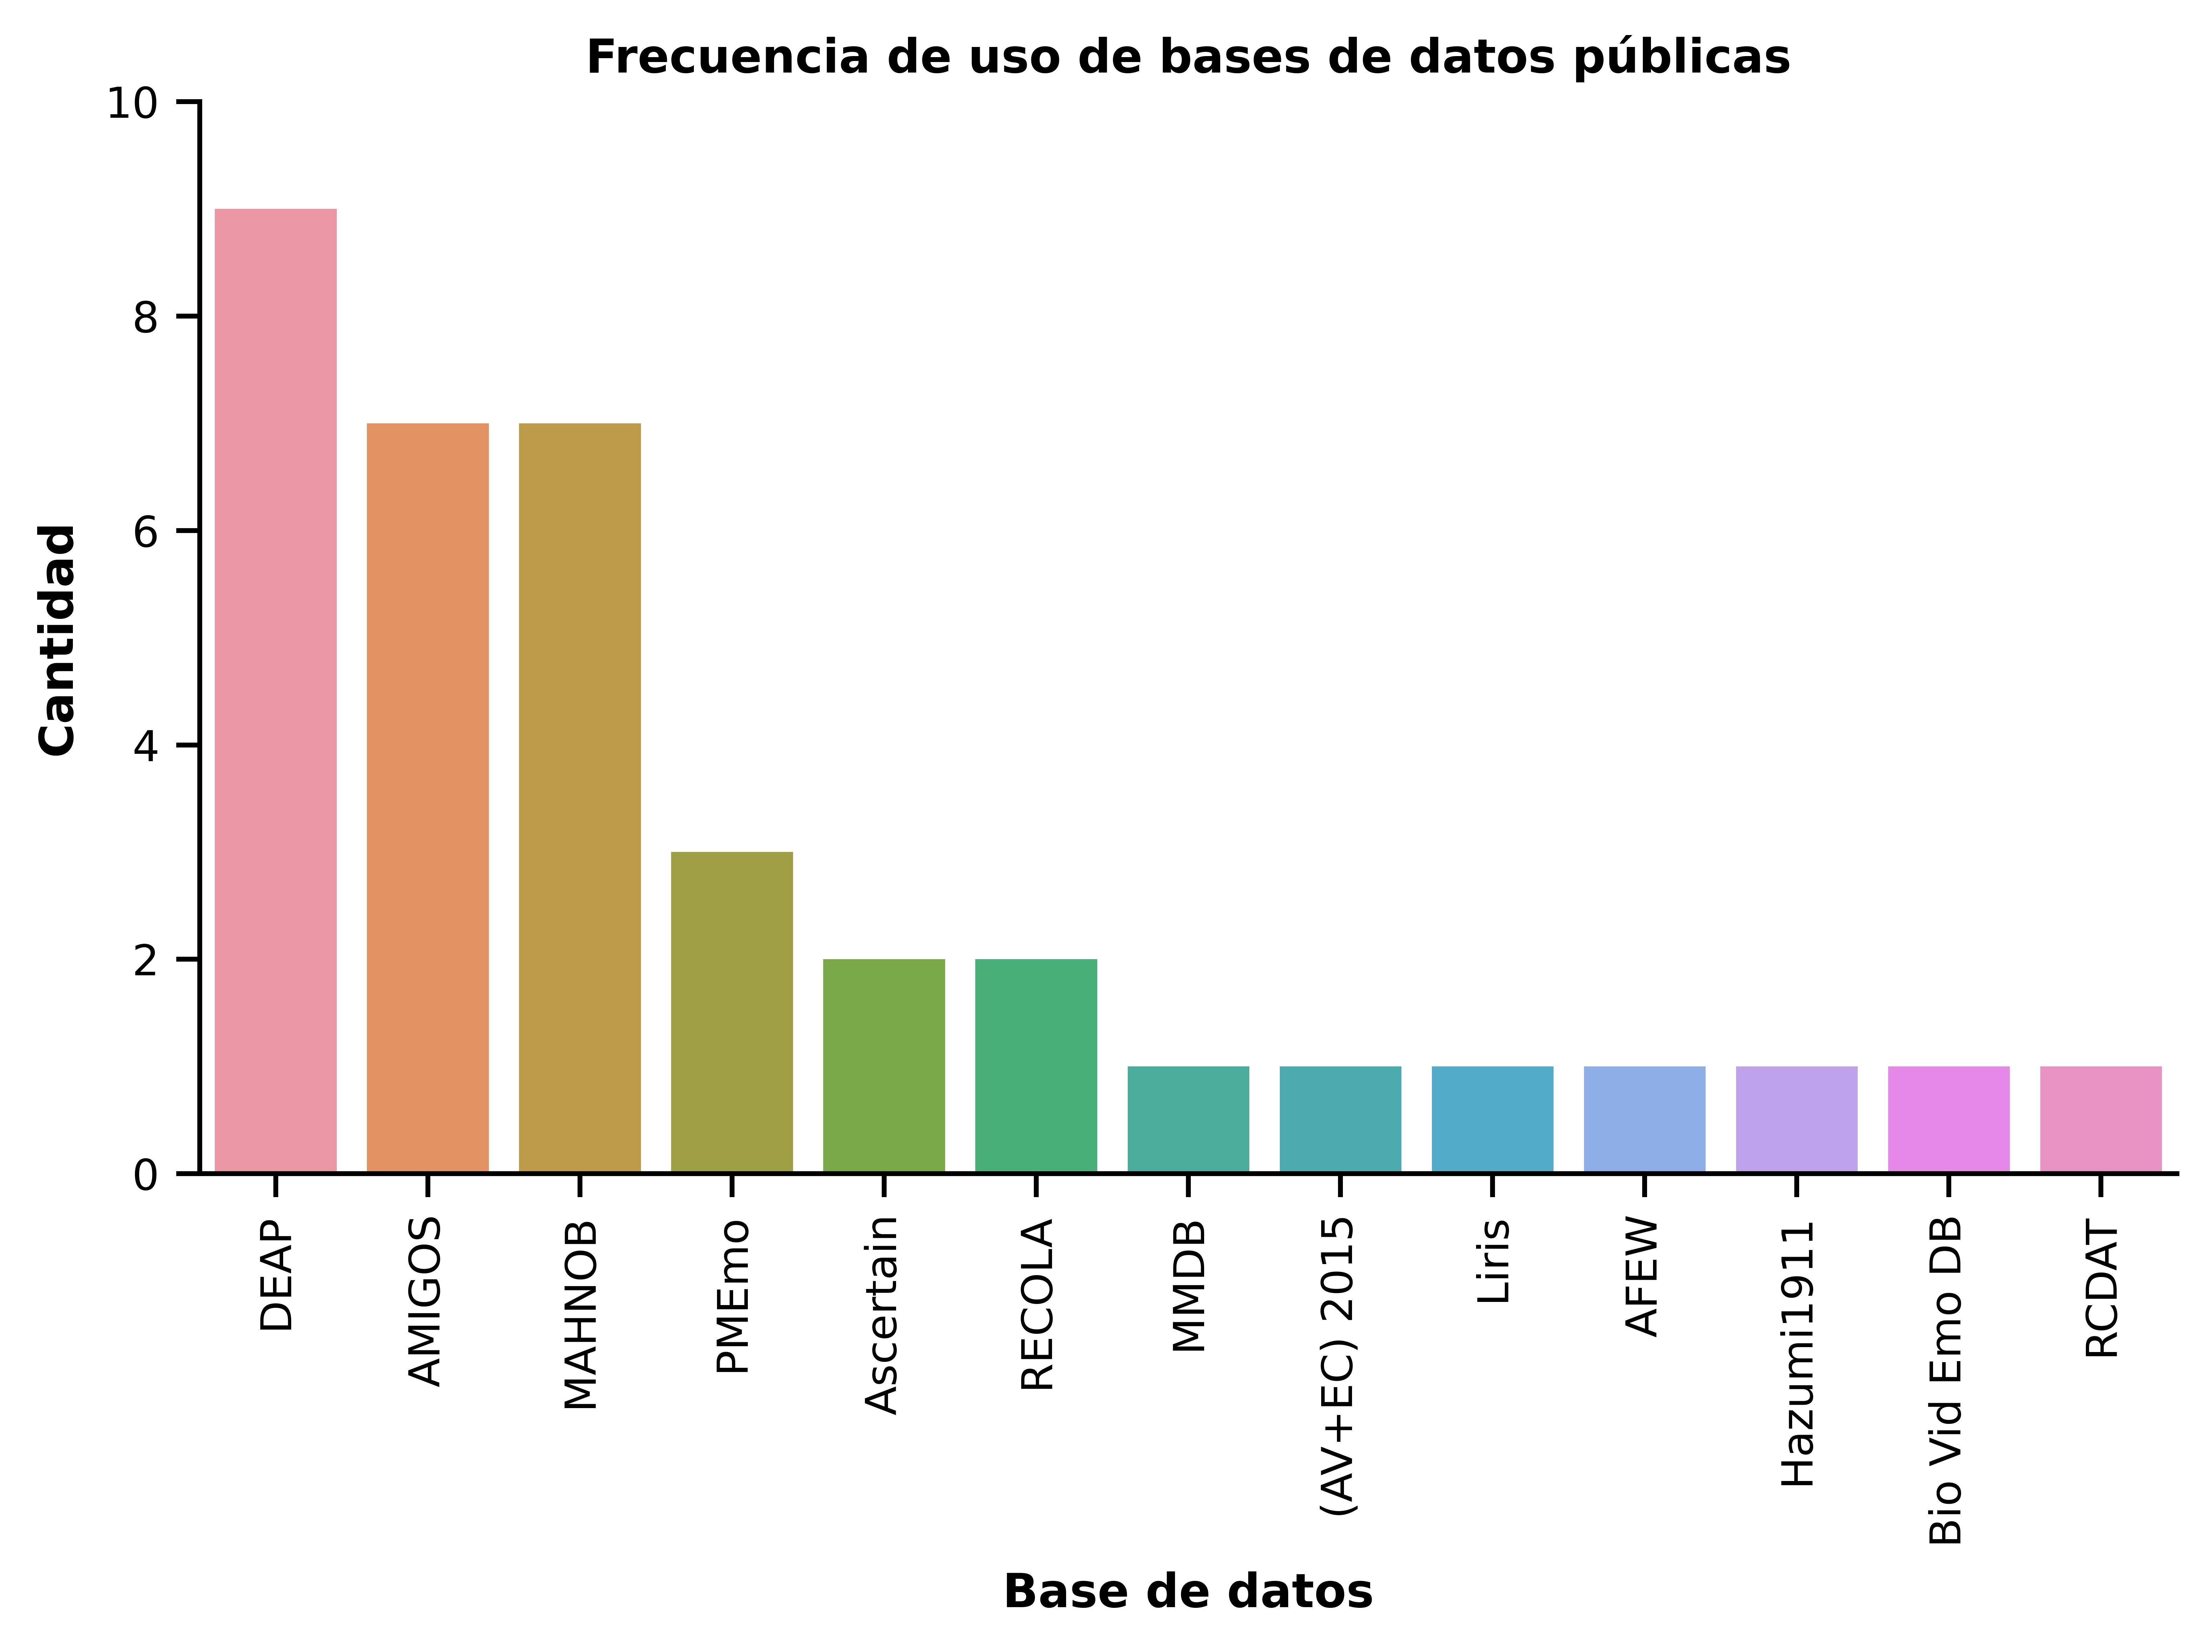 Frecuencia de uso de bases de datos públicas
Cantidad
10
8
6
4
2
0
DEAP
AMIGOS
MAHNOB
PMEmo
Ascertain
RECOLA
MMDB
(AV+EC) 2015
Liris
AFEW
Hazumi1911
Bio Vid Emo DB
RCDAT
Base de datos